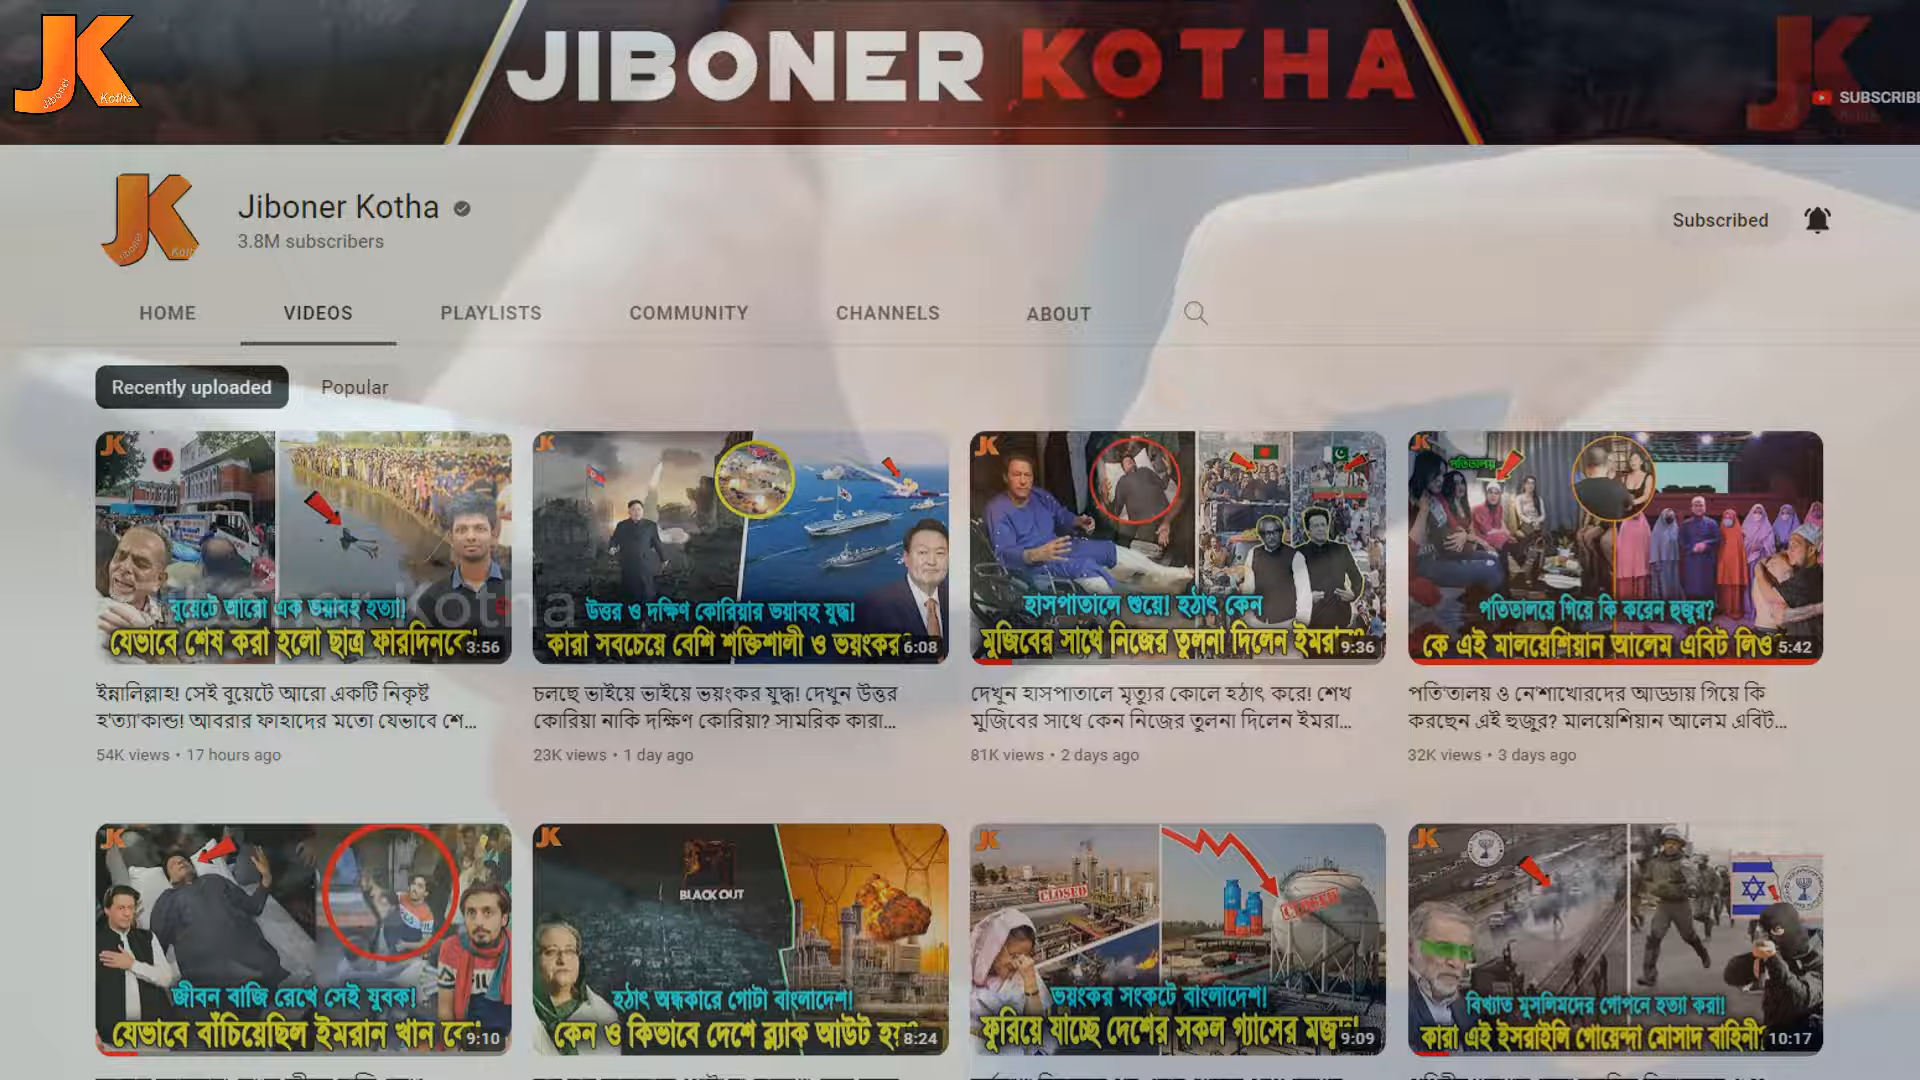 JK
Jiboner
Kotha
JIBONER KOTHA
SUBSCRIBE
Jiboner Kotha
3.8M subscribers
Subscribed
HOME
VIDEOS
PLAYLISTS
COMMUNITY
CHANNELS
ABOUT
Recently uploaded
Popular
বুয়েটে আরো এক ভয়াবহ হত্যা!
যেভাবে শেষ করা হলো ছাত্র ফারদিনকে!
3:56
উত্তর ও দক্ষিণ কোরিয়ার ভয়াবহ যুদ্ধ!
কারা সবচেয়ে বেশি শক্তিশালী ও ভয়ংকর
6:08
হাসপাতালে শুয়ে! হঠাৎ কেন
মুজিবের সাথে নিজের তুলনা দিলেন
9:36
পতিতালয়
পতিতালয়ে গিয়ে কি করেন হুজুর?
কে এই মালয়েশিয়ান আলেম এবিট লিও
5:42
ইন্নালিল্লাহ! সেই বুয়েটে আরো একটি নিকৃষ্ট
হ'ত্যা'কান্ড! আবরার ফাহাদের মতো যেভাবে শে...
54K views • 17 hours ago
চলছে ভাইয়ে ভাইয়ে ভয়ংকর যুদ্ধ! দেখুন উত্তর
কোরিয়া নাকি দক্ষিণ কোরিয়া? সামরিক কারা...
23K views • 1 day ago
দেখুন হাসপাতালে মৃত্যুর কোলে হঠাৎ করে! শেখ
মুজিবের সাথে কেন নিজের তুলনা দিলেন ইমরা...
81K views • 2 days ago
পতি'তালয় ও নে'শাখোরদের আড্ডায় গিয়ে কি
করছেন এই হুজুর? মালয়েশিয়ান আলেম এবিট...
32K views • 3 days ago
জীবন বাজি রেখে সেই যুবক!
যেভাবে বাঁচিয়েছিল ইমরান খান কে!
9:10
BLACK OUT
হঠাৎ অন্ধকারে গোটা বাংলাদেশ!
কেন ও কিভাবে দেশে ব্ল্যাক আউট
8:24
CLOSED
ভয়ংকর সংকটে বাংলাদেশ!
ফুরিয়ে যাচ্ছে দেশের সকল গ্যাসের
9:09
বিখ্যাত মুসলিমদের গোপনে হত্যা করা!
কারা এই ইসরাইলি গোয়েন্দা মোসাদ বাহিনী
10:17